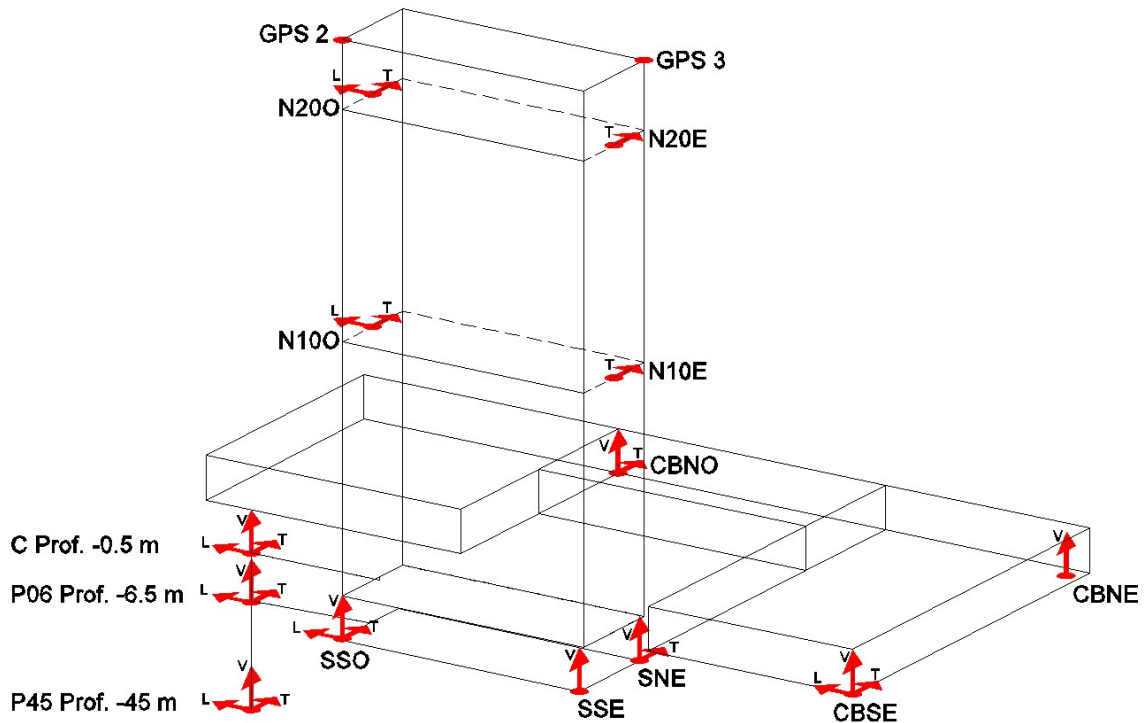 GPS 2
GPS 3
L T
N20O
T
N20E
L T
N10O
T
N10E
V
T
CBNO
V
CBNE
C Prof. -0.5 m
V
L T
P06 Prof. -6.5 m
V
L T
V
L T
SSO
V
SSE
V
T
SNE
V
L T
CBSE
P45 Prof. -45 m
V
L T